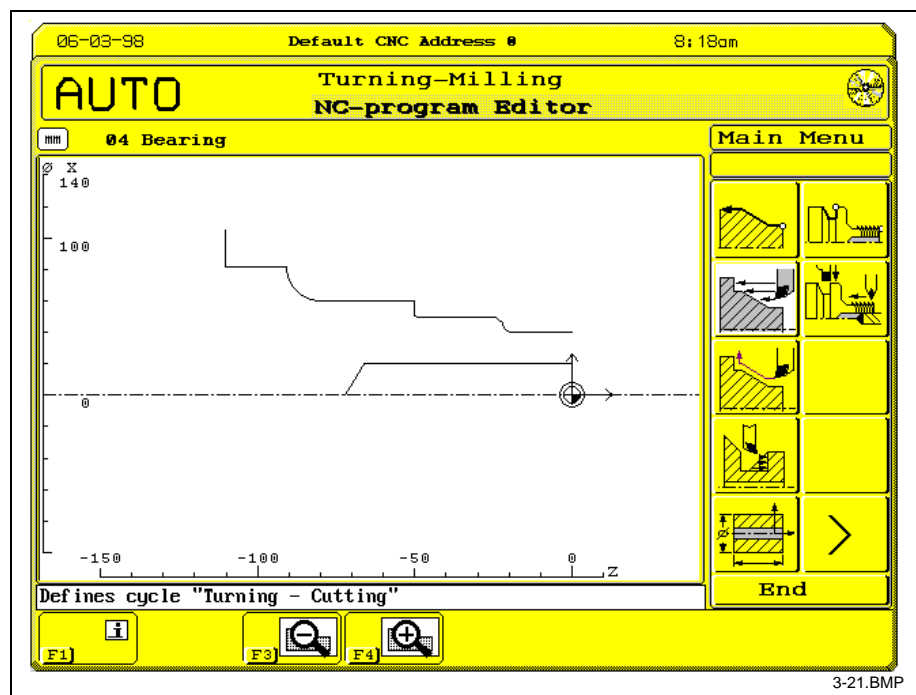 06-03-98 Default CNC Address 0 8:18am
AUTO
Turning-Milling
NC-program Editor
mm 04 Bearing
Main Menu
Ø X
140
100
0
-150 -100 -50 0 Z
Ø
>
End
Defines cycle "Turning - Cutting"
F1 i F3 F4
3-21.BMP